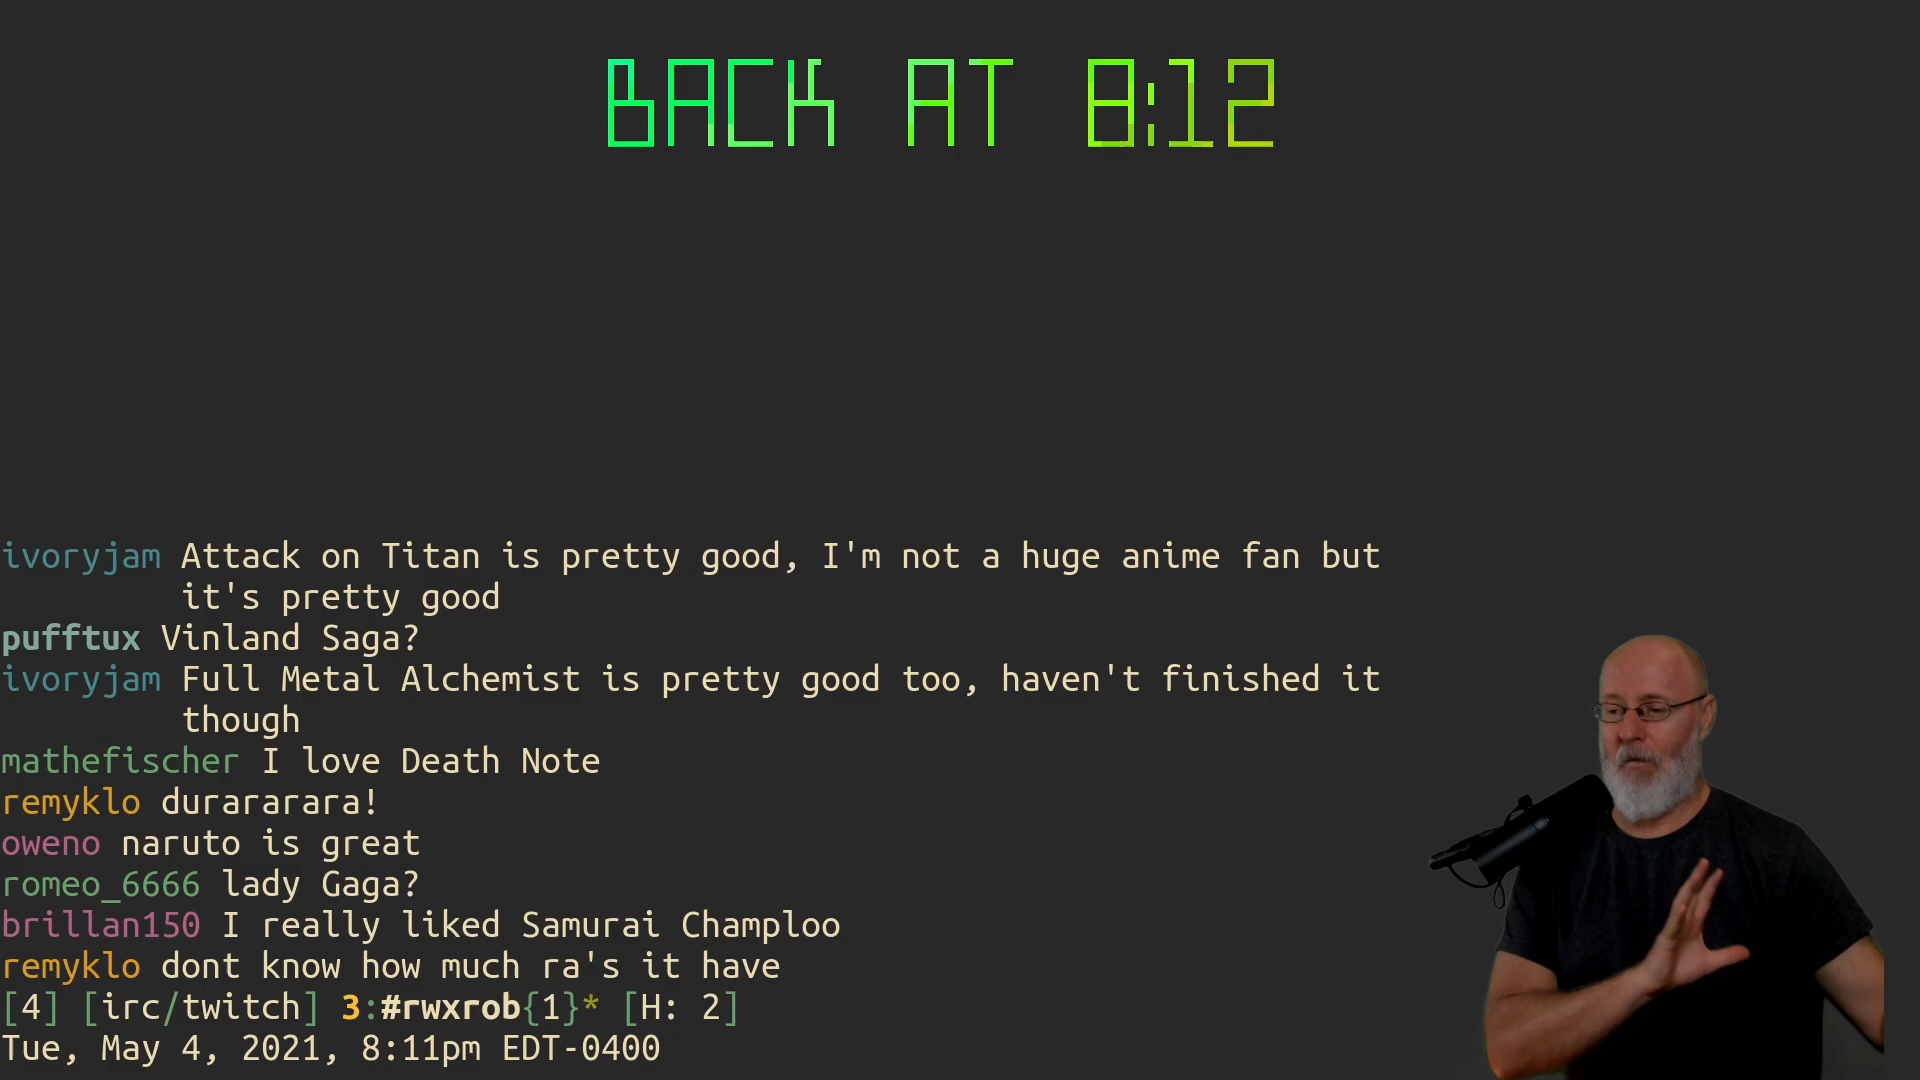 BACK AT 8:12
ivoryjam Attack on Titan is pretty good, I'm not a huge anime fan but
it's pretty good
pufftux Vinland Saga?
ivoryjam Full Metal Alchemist is pretty good too, haven't finished it
though
mathefischer I love Death Note
remyklo durarararara!
oweno naruto is great
romeo_6666 lady Gaga?
brillan150 I really liked Samurai Champloo
remyklo dont know how much ra's it have
[4] [irc/twitch] 3:#rwxrob{1}* [H: 2]
Tue, May 4, 2021, 8:11pm EDT-0400